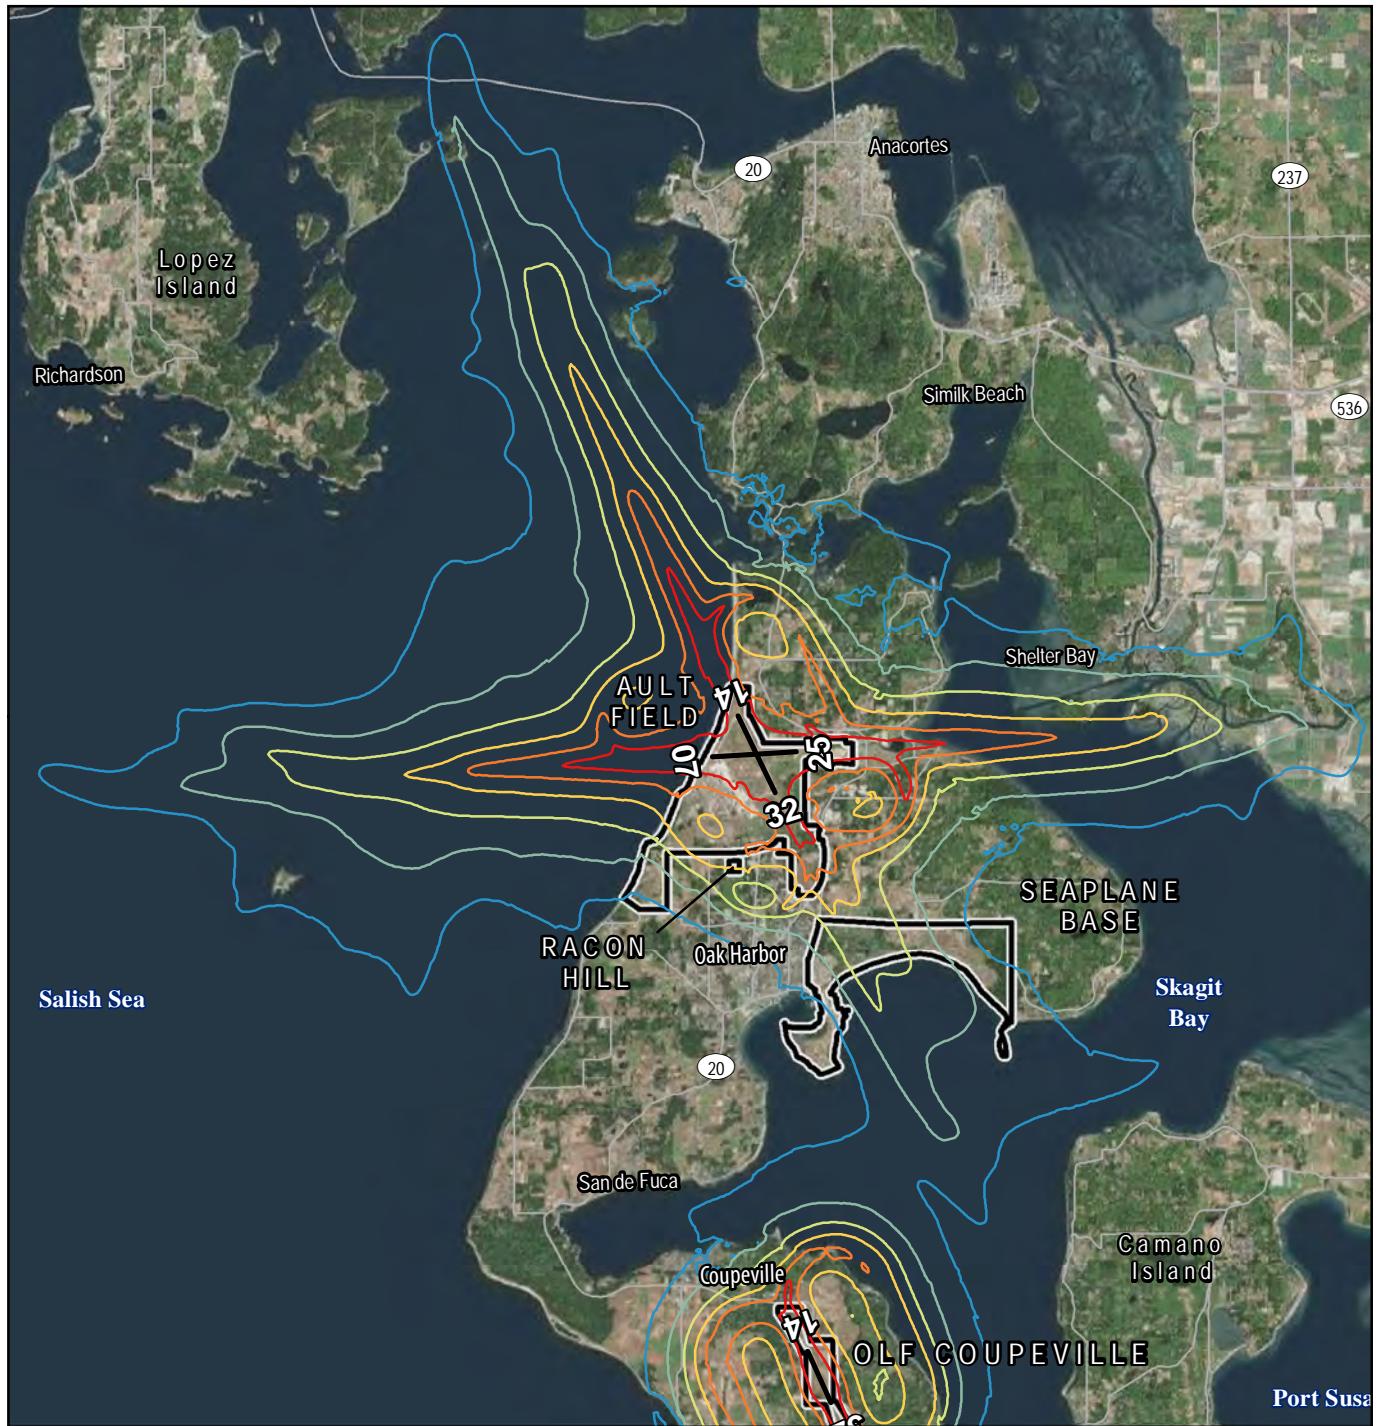 Anacortes
20
237
Lopez
Island
Richardson
Similk Beach
536
Shelter Bay
AULT
FIELD
14
07
25
32
SEAPLANE
BASE
RACON
HILL
Oak Harbor
Salish Sea
Skagit
Bay
20
San de Fuca
Camano
Island
Coupeville
14
OLF COUPEVILLE
Port Susa